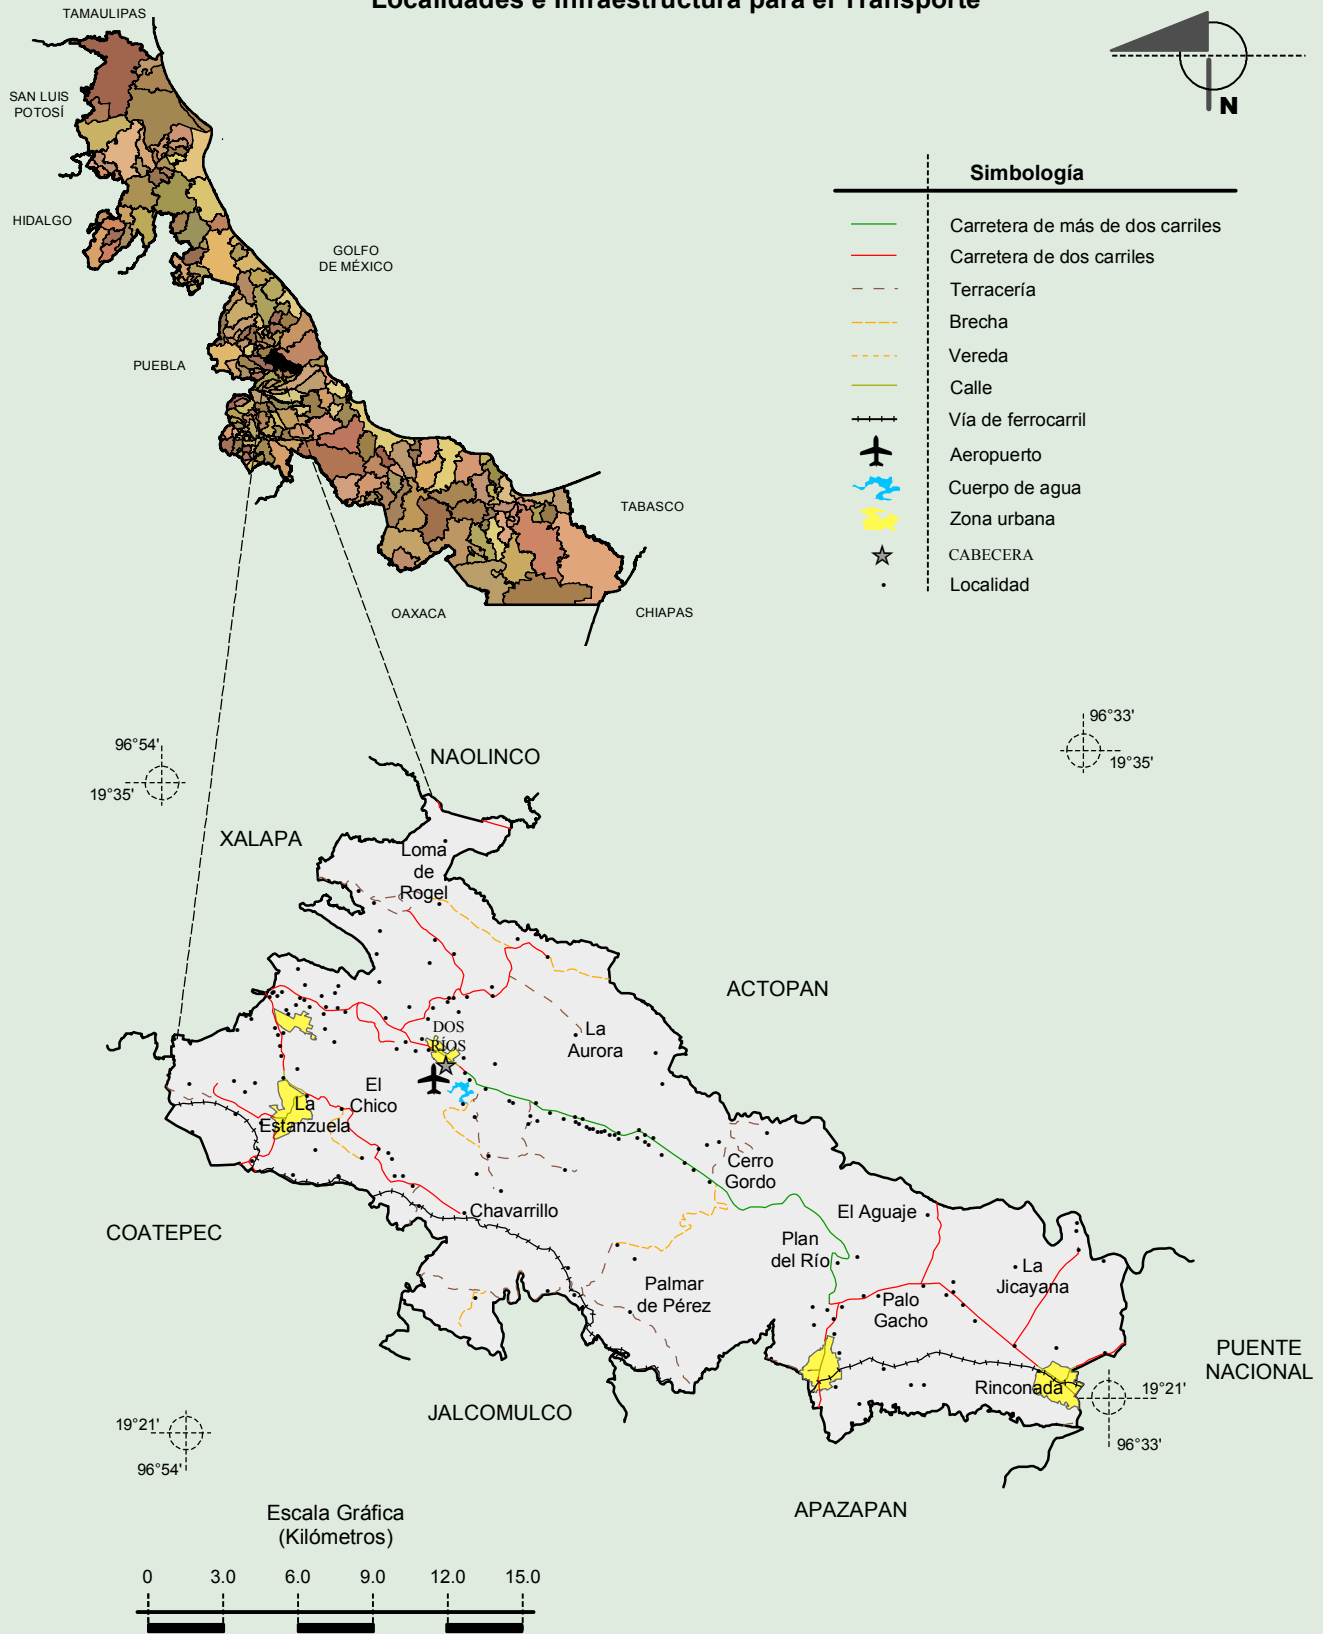 Localidades e Infraestructura para el Transporte
TAMAULIPAS
SAN LUIS
POTOSÍ
HIDALGO
GOLFO
DE MÉXICO
PUEBLA
TABASCO
OAXACA
CHIAPAS
N
Simbología
Carretera de más de dos carriles
Carretera de dos carriles
Terracería
Brecha
Vereda
Calle
Vía de ferrocarril
Aeropuerto
Cuerpo de agua
Zona urbana
CABECERA
Localidad
96°54'
19°35'
96°33'
19°35'
NAOLINCO
XALAPA
Loma
de
Rogel
ACTOPAN
DOS
RÍOS
La
Aurora
El
Chico
La
Estanzuela
Cerro
Gordo
Chavarrillo
El Aguaje
COATEPEC
Plan
del Río
La
Jicayana
Palmar
de Pérez
Palo
Gacho
PUENTE
NACIONAL
Rinconada
JALCOMULCO
19°21'
96°54'
19°21'
96°33'
APAZAPAN
Escala Gráfica
(Kilómetros)
0 3.0 6.0 9.0 12.0 15.0